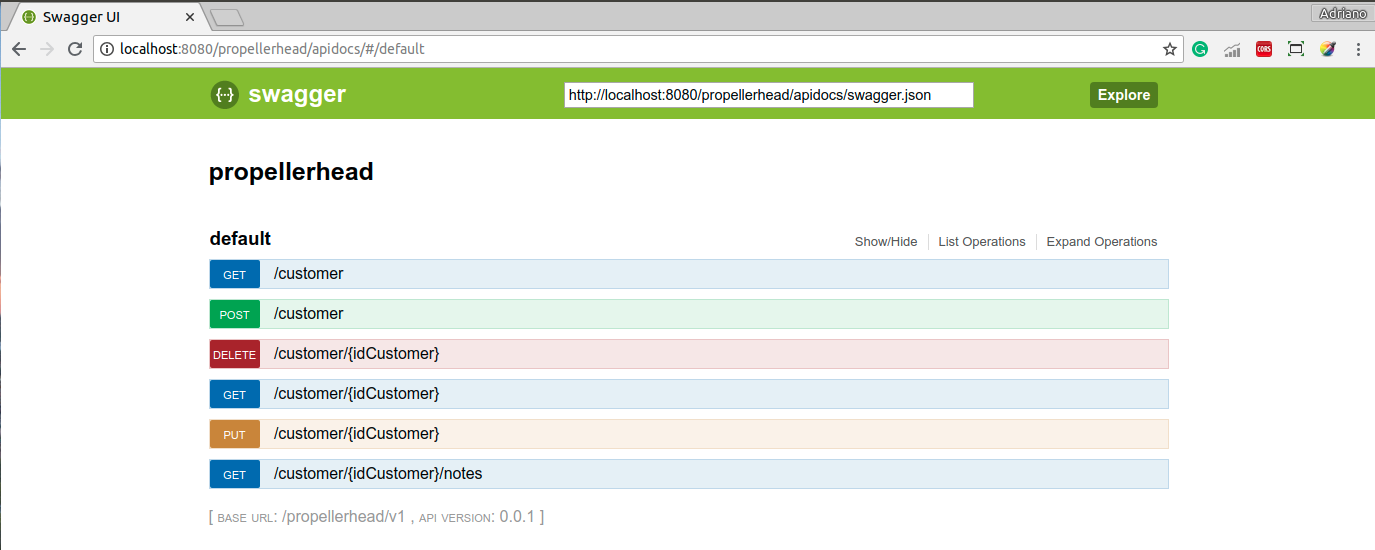 Swagger UI
Adriano
localhost:8080/propellerhead/apidocs/#/default
CORS
{··} swagger
http://localhost:8080/propellerhead/apidocs/swagger.json
Explore
propellerhead
default
Show/Hide
List Operations
Expand Operations
GET /customer
POST /customer
DELETE /customer/{idCustomer}
GET /customer/{idCustomer}
PUT /customer/{idCustomer}
GET /customer/{idCustomer}/notes
[ BASE URL: /propellerhead/v1 , API VERSION: 0.0.1 ]